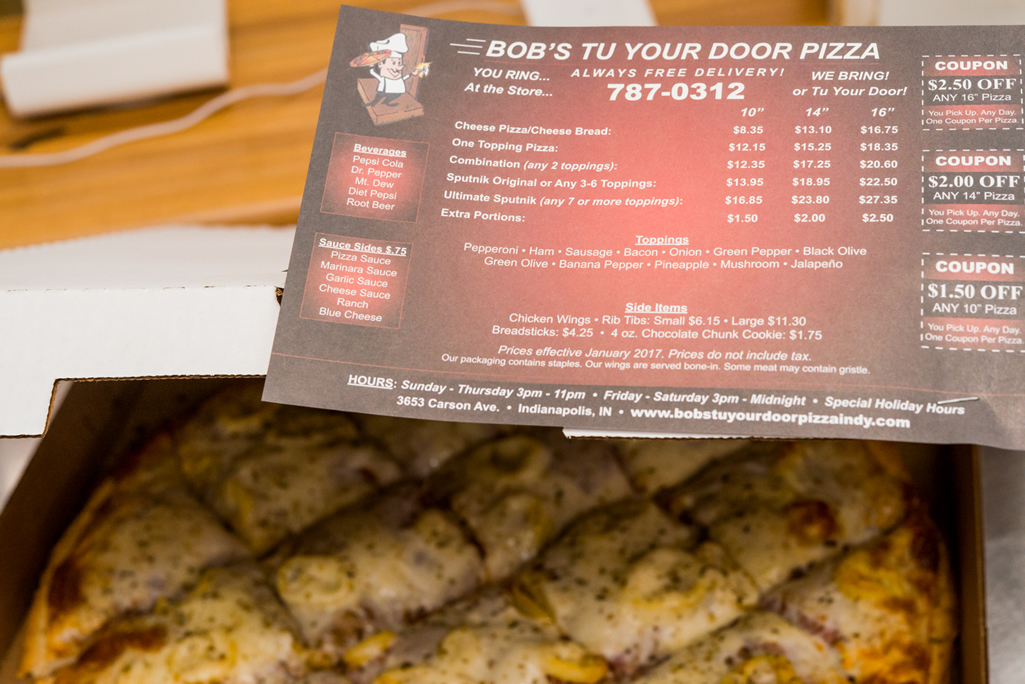 BOB'S TU YOUR DOOR PIZZA
YOU RING...
At the Store...
ALWAYS FREE DELIVERY!
787-0312
WE BRING!
or Tu Your Door!
10" 14" 16"
Cheese Pizza/Cheese Bread: $8.35 $13.10 $16.75
One Topping Pizza: $12.15 $15.25 $18.35
Combination (any 2 toppings): $12.35 $17.25 $20.60
Sputnik Original or Any 3-6 Toppings: $13.95 $18.95 $22.50
Ultimate Sputnik (any 7 or more toppings): $16.85 $23.80 $27.35
Extra Portions: $1.50 $2.00 $2.50
Beverages
Pepsi Cola
Dr. Pepper
Mt. Dew
Diet Pepsi
Root Beer
Sauce Sides $.75
Pizza Sauce
Marinara Sauce
Garlic Sauce
Cheese Sauce
Ranch
Blue Cheese
Toppings
Pepperoni • Ham • Sausage • Bacon • Onion • Green Pepper • Black Olive
Green Olive • Banana Pepper • Pineapple • Mushroom • Jalapeño
Side Items
Chicken Wings • Rib Tibs: Small $6.15 • Large $11.30
Breadsticks: $4.25 • 4 oz. Chocolate Chunk Cookie: $1.75
Prices effective January 2017. Prices do not include tax.
Our packaging contains staples. Our wings are served bone-in. Some meat may contain gristle.
HOURS: Sunday - Thursday 3pm - 11pm • Friday - Saturday 3pm - Midnight • Special Holiday Hours
3653 Carson Ave. • Indianapolis, IN • www.bobstuyourdoorpizzaindy.com
COUPON
$2.50 OFF
ANY 16" Pizza
You Pick Up. Any Day.
One Coupon Per Pizza.
COUPON
$2.00 OFF
ANY 14" Pizza
You Pick Up. Any Day.
One Coupon Per Pizza.
COUPON
$1.50 OFF
ANY 10" Pizza
You Pick Up. Any Day.
One Coupon Per Pizza.